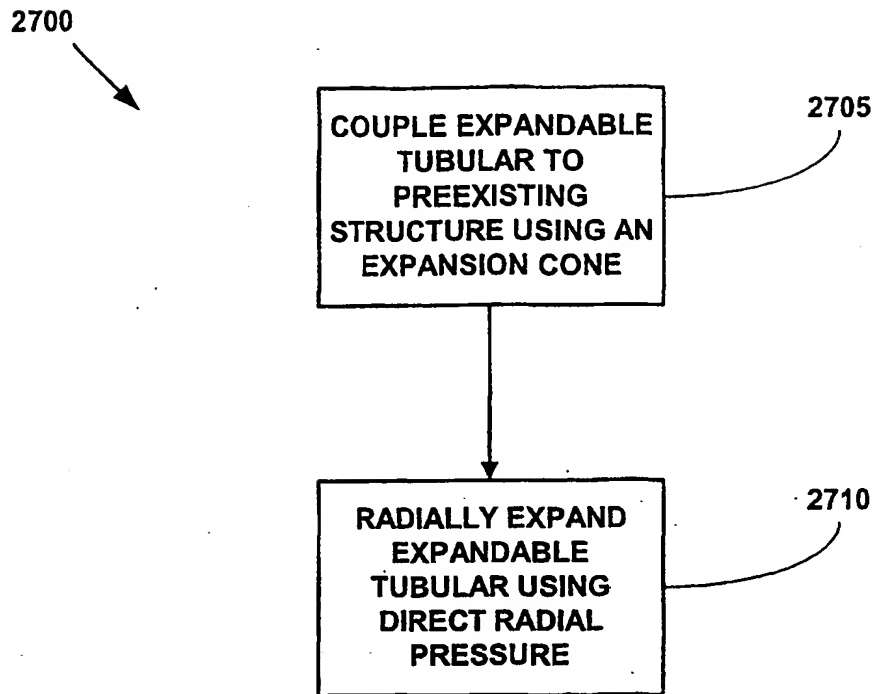 2700
2705
COUPLE EXPANDABLE
TUBULAR TO
PREEXISTING
STRUCTURE USING AN
EXPANSION CONE
2710
RADIALLY EXPAND
EXPANDABLE
TUBULAR USING
DIRECT RADIAL
PRESSURE